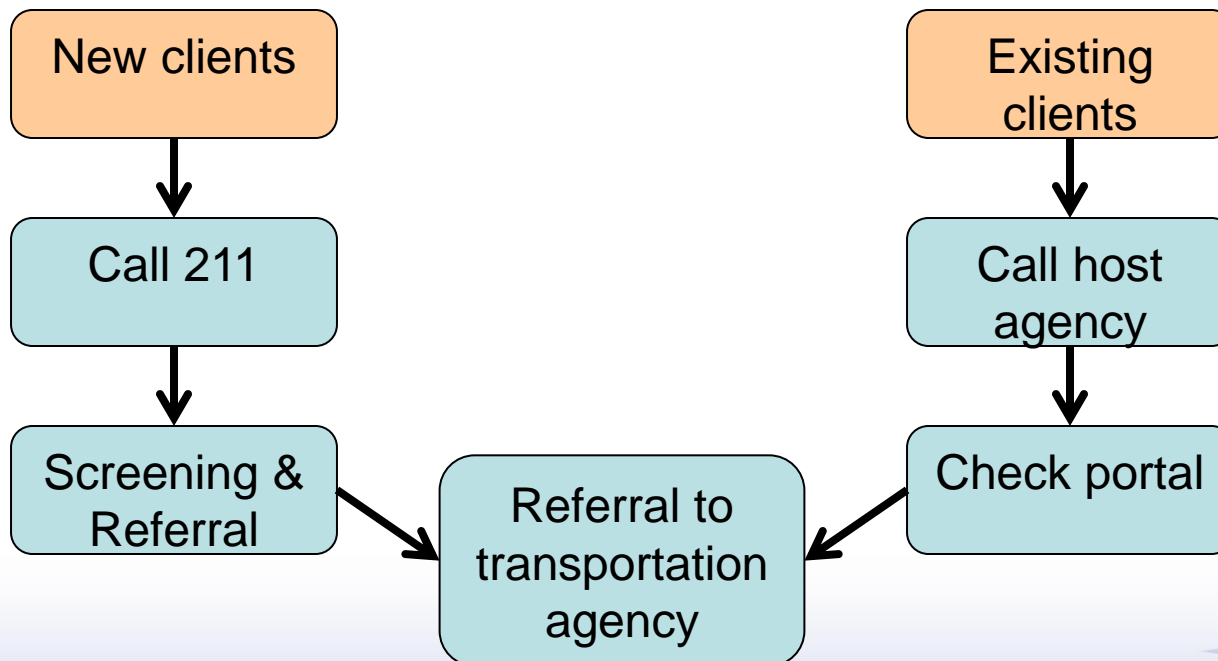 New clients
Existing
clients
Call 211
Call host
agency
Screening &
Referral
Check portal
Referral to
transportation
agency